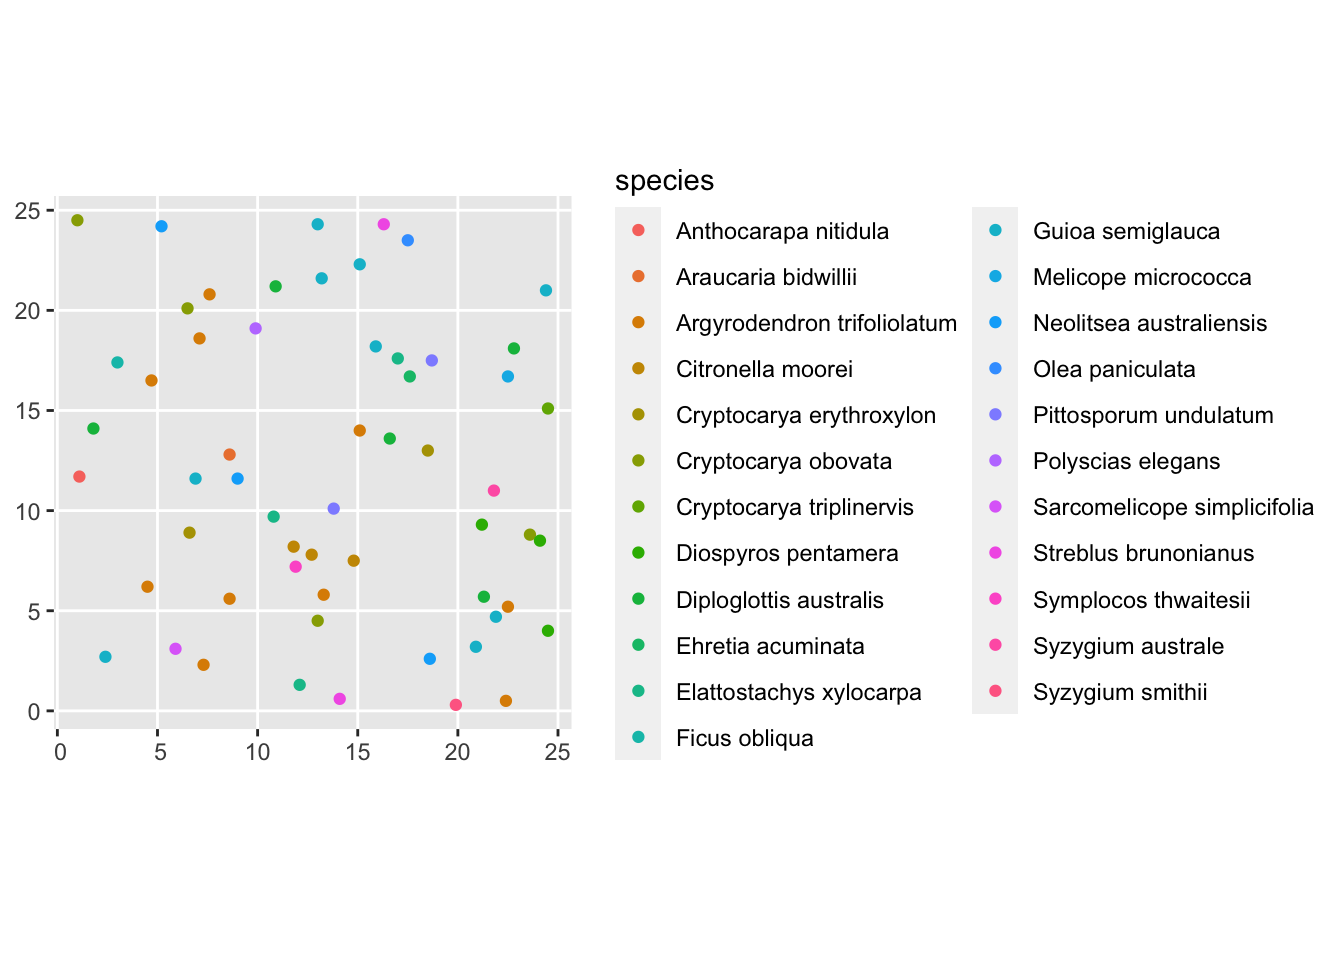 species
Anthocarapa nitidula
Araucaria bidwillii
Argyrodendron trifoliolatum
Citronella moorei
Cryptocarya erythroxylon
Cryptocarya obovata
Cryptocarya triplinervis
Diospyros pentamera
Diploglottis australis
Ehretia acuminata
Elattostachys xylocarpa
Ficus obliqua
Guioa semiglauca
Melicope micrococca
Neolitsea australiensis
Olea paniculata
Pittosporum undulatum
Polyscias elegans
Sarcomelicope simplicifolia
Streblus brunonianus
Symplocos thwaitesii
Syzygium australe
Syzygium smithii
25
20
15
10
5
0
0 5 10 15 20 25